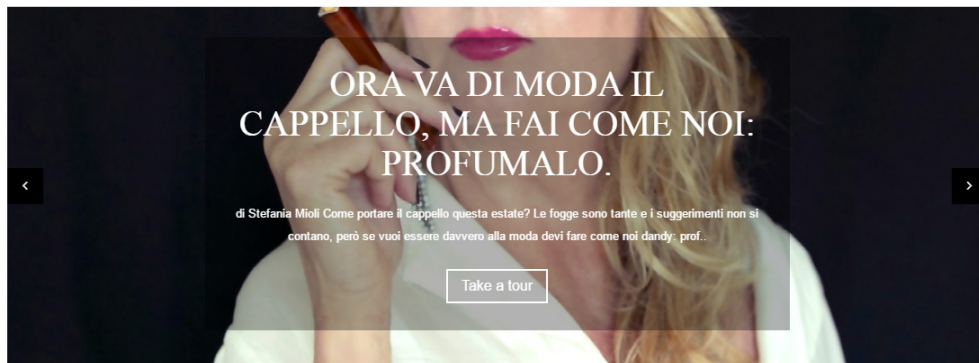 ORA VA DI MODA IL
CAPPELLO, MA FAI COME NOI:
PROFUMALO.
di Stefania Mioli Come portare il cappello questa estate? Le fogge sono tante e i suggerimenti non si
contano, però se vuoi essere davvero alla moda devi fare come noi dandy: prof..
Take a tour